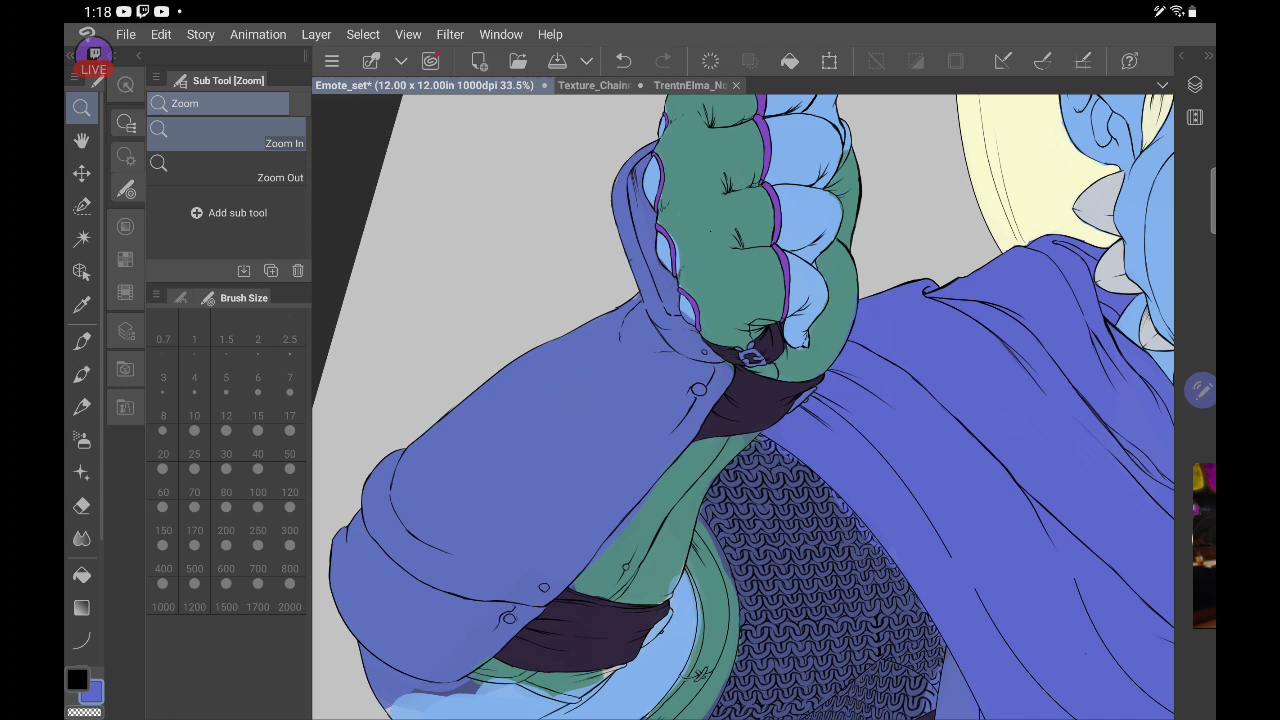 1:18
LIVE
File Edit Story Animation Layer Select View Filter Window Help
Sub Tool [Zoom]
Emote_set* (12.00 x 12.00in 1000dpi 33.5%)
Texture_Chainm
TrentnElma_No
Zoom
Zoom In
Zoom Out
Add sub tool
Brush Size
0.7 1 1.5 2 2.5
3 4 5 6 7
8 10 12 15 17
20 25 30 40 50
60 70 80 100 120
150 170 200 250 300
400 500 600 700 800
1000 1200 1500 1700 2000